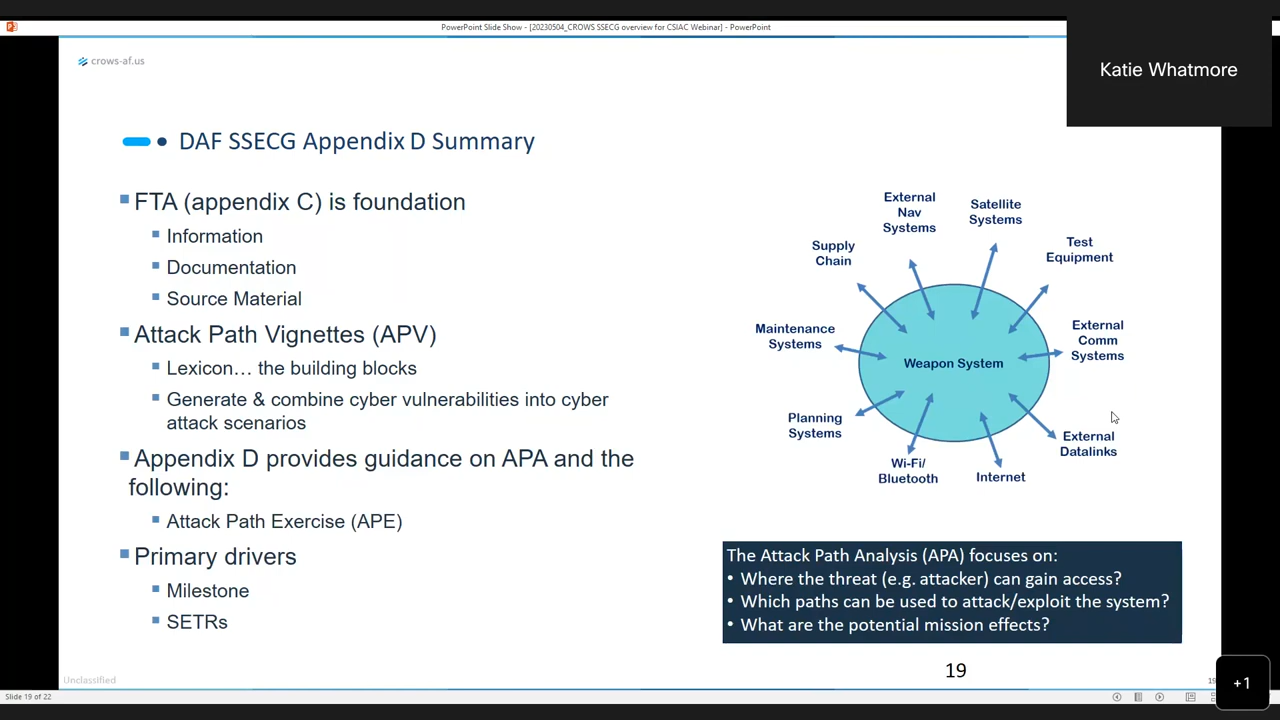 PowerPoint Slide Show - [20230504_CROWS SSECG overview for CSIAC Webinar] - PowerPoint
Katie Whatmore
crows-af.us
DAF SSECG Appendix D Summary
FTA (appendix C) is foundation
Information
Documentation
Source Material
Attack Path Vignettes (APV)
Lexicon… the building blocks
Generate & combine cyber vulnerabilities into cyber
attack scenarios
Appendix D provides guidance on APA and the
following:
Attack Path Exercise (APE)
Primary drivers
Milestone
SETRs
External
Nav
Systems
Satellite
Systems
Supply
Chain
Test
Equipment
Maintenance
Systems
External
Comm
Systems
Weapon System
Planning
Systems
External
Datalinks
Wi-Fi/
Bluetooth
Internet
The Attack Path Analysis (APA) focuses on:
• Where the threat (e.g. attacker) can gain access?
• Which paths can be used to attack/exploit the system?
• What are the potential mission effects?
19
Unclassified
19
Slide 19 of 22
+1